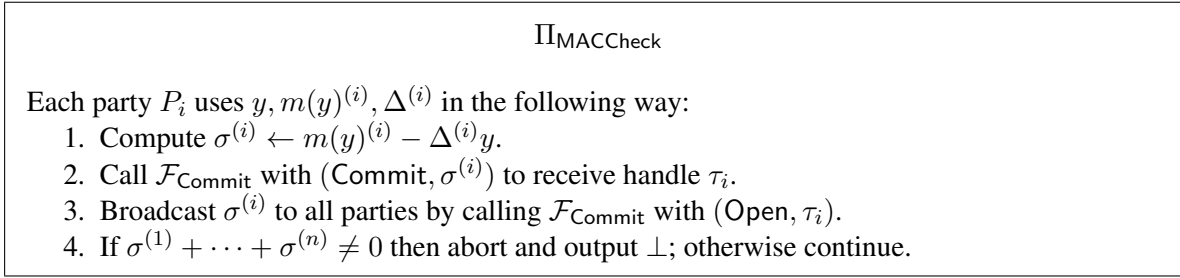 Π_MACCheck
Each party P_i uses y, m(y)^(i), Δ^(i) in the following way:
1. Compute σ^(i) ← m(y)^(i) − Δ^(i)y.
2. Call F_Commit with (Commit, σ^(i)) to receive handle τ_i.
3. Broadcast σ^(i) to all parties by calling F_Commit with (Open, τ_i).
4. If σ^(1) + ⋯ + σ^(n) ≠ 0 then abort and output ⊥; otherwise continue.